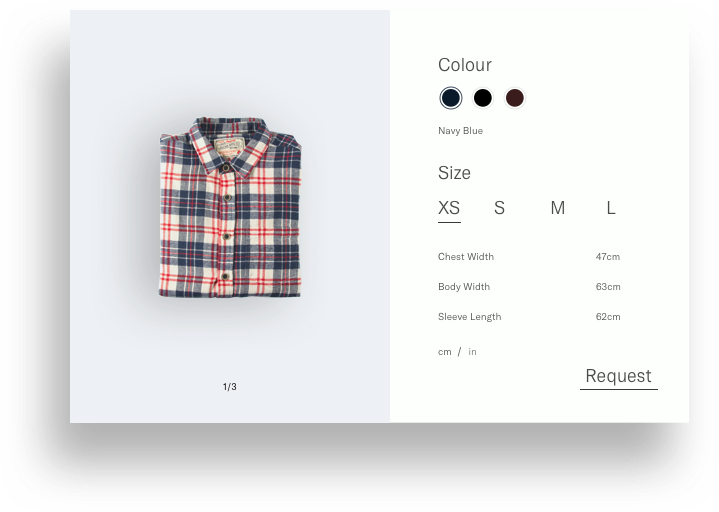 Colour
Navy Blue
Size
XS S M L
Chest Width 47cm
Body Width 63cm
Sleeve Length 62cm
cm / in
Request
1/3